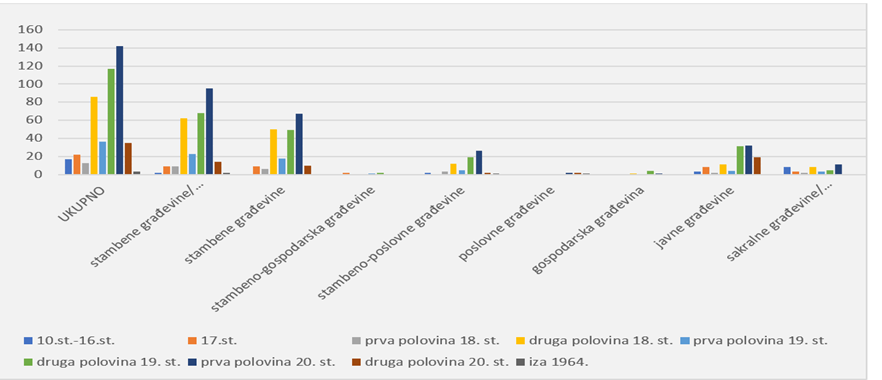 160
140
120
100
80
60
40
20
0
UKUPNO
stambene građevine/...
stambene građevine
stambeno-gospodarska građevine
stambeno-poslovne građevine
poslovne građevine
gospodarska građevina
javne građevine
sakralne građevine/...
10.st.-16.st. 17.st. prva polovina 18. st. druga polovina 18. st. prva polovina 19. st.
druga polovina 19. st. prva polovina 20. st. druga polovina 20. st. iza 1964.